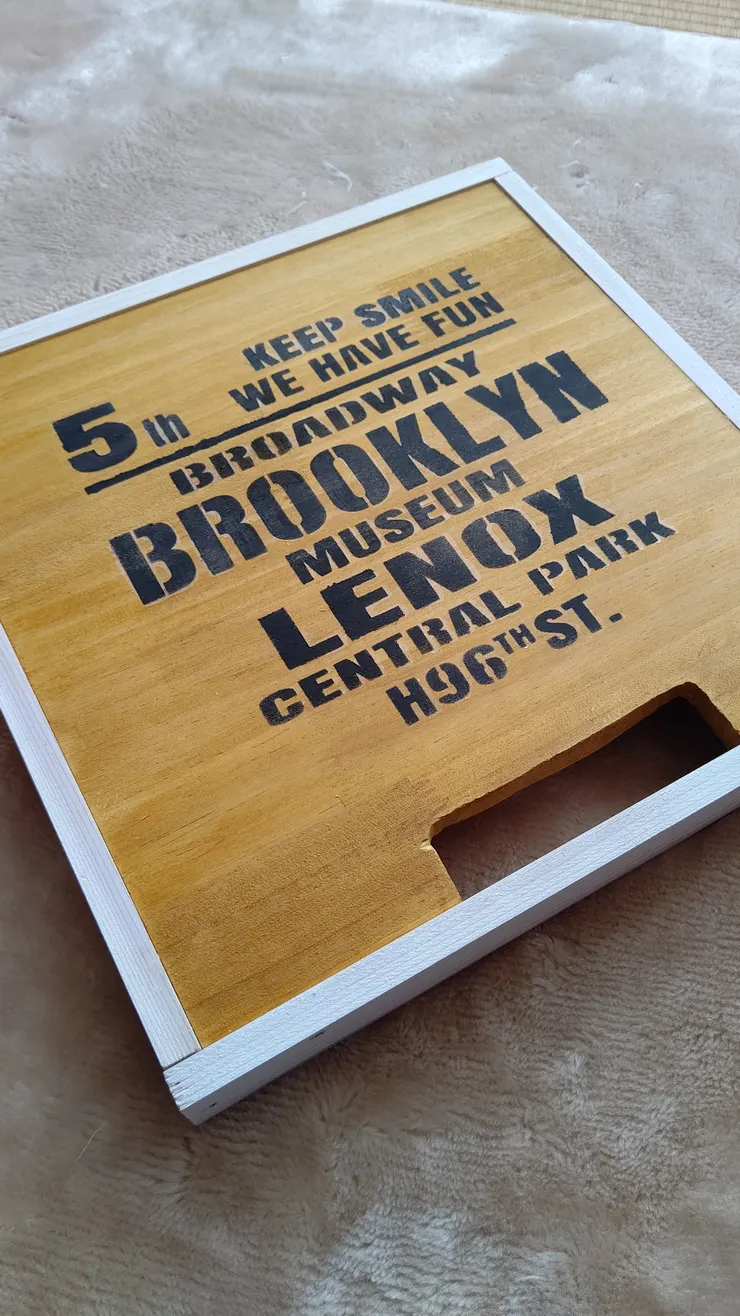 KEEP SMILE
WE HAVE FUN
5th
BROADWAY
BROOKLYN
MUSEUM
LENOX
CENTRAL PARK
H96TH ST.